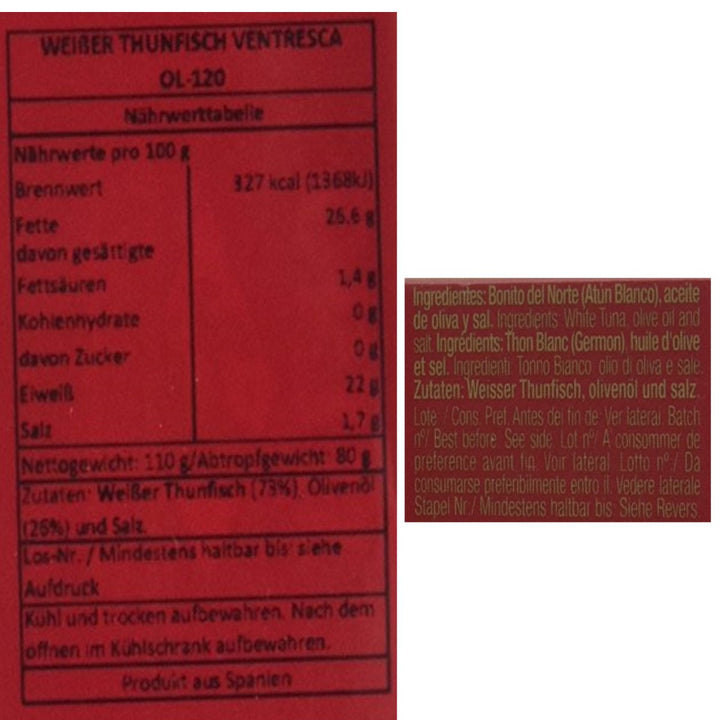 WEIßER THUNFISCH VENTRESCA
OL-120
Nährwerttabelle
Nährwerte pro 100 g
Brennwert 327 kcal (1368kJ)
Fette 26.6 g
davon gesättigte
Fettsäuren 1,4 g
Kohlenhydrate 0 g
davon Zucker 0 g
Eiweiß 22 g
Salz 1,7 g
Nettogewicht: 110 g/Abtropfgewicht 80 g
Zutaten: Weißer Thunfisch (73%), Olivenöl
(26%) und Salz.
Los-Nr. / Mindestens haltbar bis: siehe
Aufdruck
Kühl und trocken aufbewahren. Nach dem
öffnen im Kühlschrank aufbewahren.
Produkt aus Spanien
Ingredientes: Bonito del Norte (Atún Blanco), aceite
de oliva y sal. Ingredients: White Tuna, olive oil and
salt. Ingrédients: Thon Blanc (Germon), huile d'olive
et sel. Ingredienti: Tonno Bianco, olio di oliva e sale.
Zutaten: Weisser Thunfisch, olivenöl und salz.
Lote: / Cons. Pref. Antes del fin de: Ver lateral. Batch
nº/ Best before: See side. Lot nº/ A consommer de
préférence avant fin: Voir latéral. Lotto nº / Da
consumarse preferibilmente entro il: Vedere laterale
Stapel Nr / Mindestens haltbar bis: Siehe Revers.